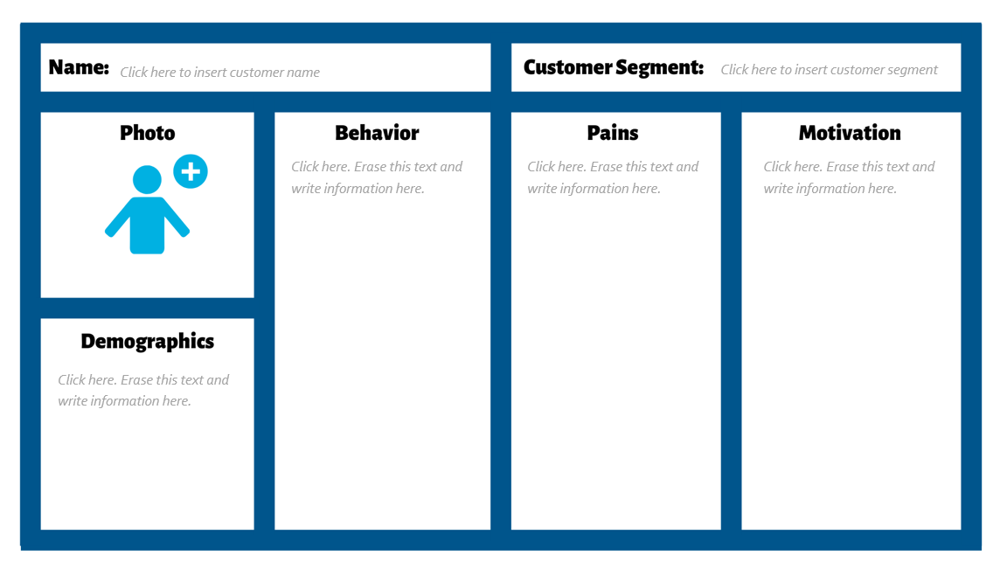 Name: Click here to insert customer name
Customer Segment: Click here to insert customer segment
Photo
Behavior
Click here. Erase this text and
write information here.
Pains
Click here. Erase this text and
write information here.
Motivation
Click here. Erase this text and
write information here.
Demographics
Click here. Erase this text and
write information here.